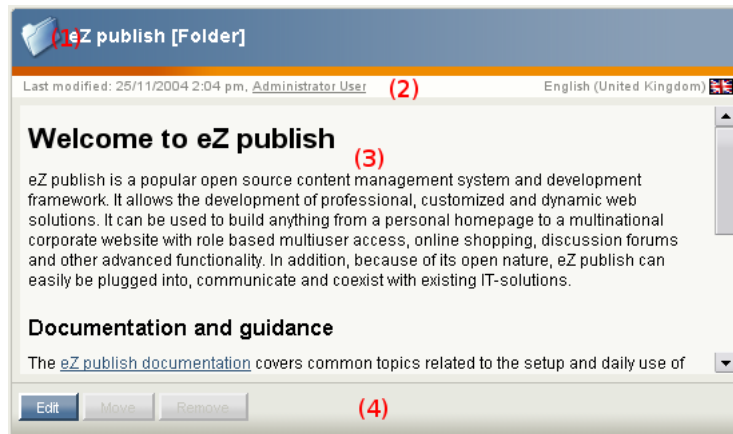 (1) eZ publish [Folder]
Last modified: 25/11/2004 2:04 pm, Administrator User (2) English (United Kingdom)
Welcome to eZ publish
(3)
eZ publish is a popular open source content management system and development
framework. It allows the development of professional, customized and dynamic web
solutions. It can be used to build anything from a personal homepage to a multinational
corporate website with role based multiuser access, online shopping, discussion forums
and other advanced functionality. In addition, because of its open nature, eZ publish can
easily be plugged into, communicate and coexist with existing IT-solutions.
Documentation and guidance
The eZ publish documentation covers common topics related to the setup and daily use of
Edit Move Remove (4)